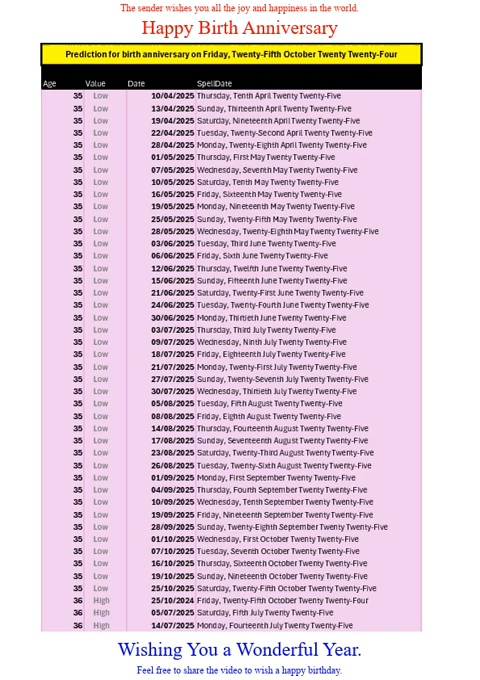 The sender wishes you all the joy and happiness in the world.
Happy Birth Anniversary
Prediction for birth anniversary on Friday, Twenty-Fifth October Twenty Twenty-Four
Age Value Date SpellDate
35 Low 10/04/2025 Thursday, Tenth April Twenty Twenty-Five
35 Low 13/04/2025 Sunday, Thirteenth April Twenty Twenty-Five
35 Low 19/04/2025 Saturday, Nineteenth April Twenty Twenty-Five
35 Low 22/04/2025 Tuesday, Twenty-Second April Twenty Twenty-Five
35 Low 28/04/2025 Monday, Twenty-Eighth April Twenty Twenty-Five
35 Low 01/05/2025 Thursday, First May Twenty Twenty-Five
35 Low 07/05/2025 Wednesday, Seventh May Twenty Twenty-Five
35 Low 10/05/2025 Saturday, Tenth May Twenty Twenty-Five
35 Low 16/05/2025 Friday, Sixteenth May Twenty Twenty-Five
35 Low 19/05/2025 Monday, Nineteenth May Twenty Twenty-Five
35 Low 25/05/2025 Sunday, Twenty-Fifth May Twenty Twenty-Five
35 Low 28/05/2025 Wednesday, Twenty-Eighth May Twenty Twenty-Five
35 Low 03/06/2025 Tuesday, Third June Twenty Twenty-Five
35 Low 06/06/2025 Friday, Sixth June Twenty Twenty-Five
35 Low 12/06/2025 Thursday, Twelfth June Twenty Twenty-Five
35 Low 15/06/2025 Sunday, Fifteenth June Twenty Twenty-Five
35 Low 21/06/2025 Saturday, Twenty-First June Twenty Twenty-Five
35 Low 24/06/2025 Tuesday, Twenty-Fourth June Twenty Twenty-Five
35 Low 30/06/2025 Monday, Thirtieth June Twenty Twenty-Five
35 Low 03/07/2025 Thursday, Third July Twenty Twenty-Five
35 Low 09/07/2025 Wednesday, Ninth July Twenty Twenty-Five
35 Low 18/07/2025 Friday, Eighteenth July Twenty Twenty-Five
35 Low 21/07/2025 Monday, Twenty-First July Twenty Twenty-Five
35 Low 27/07/2025 Sunday, Twenty-Seventh July Twenty Twenty-Five
35 Low 30/07/2025 Wednesday, Thirtieth July Twenty Twenty-Five
35 Low 05/08/2025 Tuesday, Fifth August Twenty Twenty-Five
35 Low 08/08/2025 Friday, Eighth August Twenty Twenty-Five
35 Low 14/08/2025 Thursday, Fourteenth August Twenty Twenty-Five
35 Low 17/08/2025 Sunday, Seventeenth August Twenty Twenty-Five
35 Low 23/08/2025 Saturday, Twenty-Third August Twenty Twenty-Five
35 Low 26/08/2025 Tuesday, Twenty-Sixth August Twenty Twenty-Five
35 Low 01/09/2025 Monday, First September Twenty Twenty-Five
35 Low 04/09/2025 Thursday, Fourth September Twenty Twenty-Five
35 Low 10/09/2025 Wednesday, Tenth September Twenty Twenty-Five
35 Low 19/09/2025 Friday, Nineteenth September Twenty Twenty-Five
35 Low 28/09/2025 Sunday, Twenty-Eighth September Twenty Twenty-Five
35 Low 01/10/2025 Wednesday, First October Twenty Twenty-Five
35 Low 07/10/2025 Tuesday, Seventh October Twenty Twenty-Five
35 Low 16/10/2025 Thursday, Sixteenth October Twenty Twenty-Five
35 Low 19/10/2025 Sunday, Nineteenth October Twenty Twenty-Five
35 Low 25/10/2025 Saturday, Twenty-Fifth October Twenty Twenty-Five
36 High 25/10/2024 Friday, Twenty-Fifth October Twenty Twenty-Four
36 High 05/07/2025 Saturday, Fifth July Twenty Twenty-Five
36 High 14/07/2025 Monday, Fourteenth July Twenty Twenty-Five
Wishing You a Wonderful Year.
Feel free to share the video to wish a happy birthday.